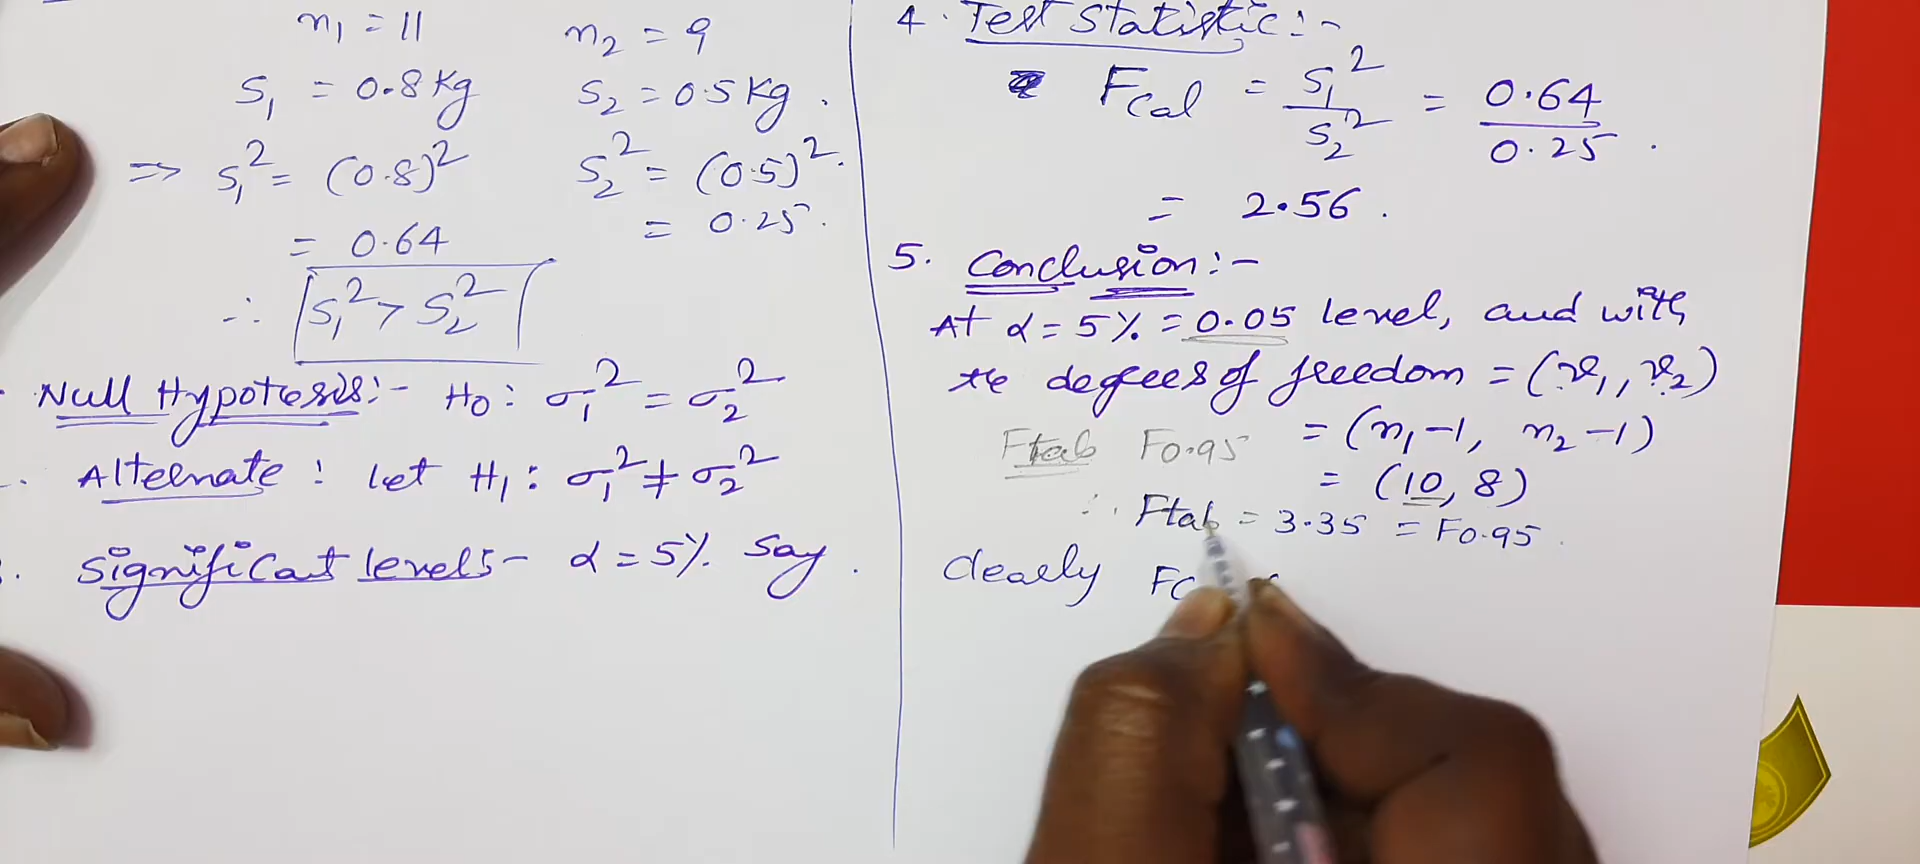 n₁ = 11 n₂ = 9
S₁ = 0.8 Kg S₂ = 0.5 Kg.
=> S₁² = (0.8)² S₂² = (0.5)².
= 0.64 = 0.25.
∴ S₁² > S₂²
Null Hypotesis:- H₀: σ₁² = σ₂²
Alternate: let H₁: σ₁² ≠ σ₂²
Significat levels- α = 5% say.
4. Test statistic:-
Fcal = S₁²/S₂² = 0.64/0.25.
= 2.56.
5. Conclusion:-
At α = 5% = 0.05 level, and with
the degrees of freedom = (ν₁, ν₂)
= (n₁-1, n₂-1)
Ftab F0.95
= (10, 8)
∴ Ftab = 3.35 = F0.95.
clearly